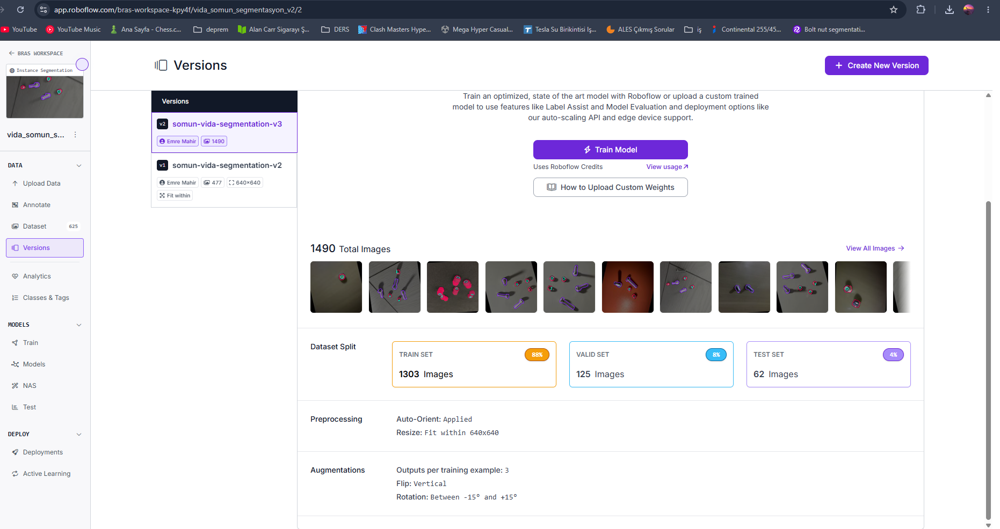 app.roboflow.com/bras-workspace-kpy4f/vida_somun_segmentasyon_v2/2
YouTube
YouTube Music
Ana Sayfa - Chess.c...
deprem
Alan Carr Sigarayı Ş...
DERS
Clash Masters Hype...
Mega Hyper Casual...
Tesla Su Birikintisi Iş...
ALES Çıkmış Sorular
iş
Continental 255/45...
Bolt nut segmentati...
BRAS WORKSPACE
Instance Segmentation
vida_somun_s...
DATA
Upload Data
Annotate
Dataset 625
Versions
Analytics
Classes & Tags
MODELS
Train
Models
NAS
Test
DEPLOY
Deployments
Active Learning
Versions
+ Create New Version
Versions
v2 somun-vida-segmentation-v3
Emre Mahir 1490
v1 somun-vida-segmentation-v2
Emre Mahir 477 640×640
Fit within
Train an optimized, state of the art model with Roboflow or upload a custom trained
model to use features like Label Assist and Model Evaluation and deployment options like
our auto-scaling API and edge device support.
Train Model
Uses Roboflow Credits View usage
How to Upload Custom Weights
1490 Total Images
View All Images
Dataset Split
TRAIN SET 88%
1303 Images
VALID SET 8%
125 Images
TEST SET 4%
62 Images
Preprocessing
Auto-Orient: Applied
Resize: Fit within 640x640
Augmentations
Outputs per training example: 3
Flip: Vertical
Rotation: Between -15° and +15°